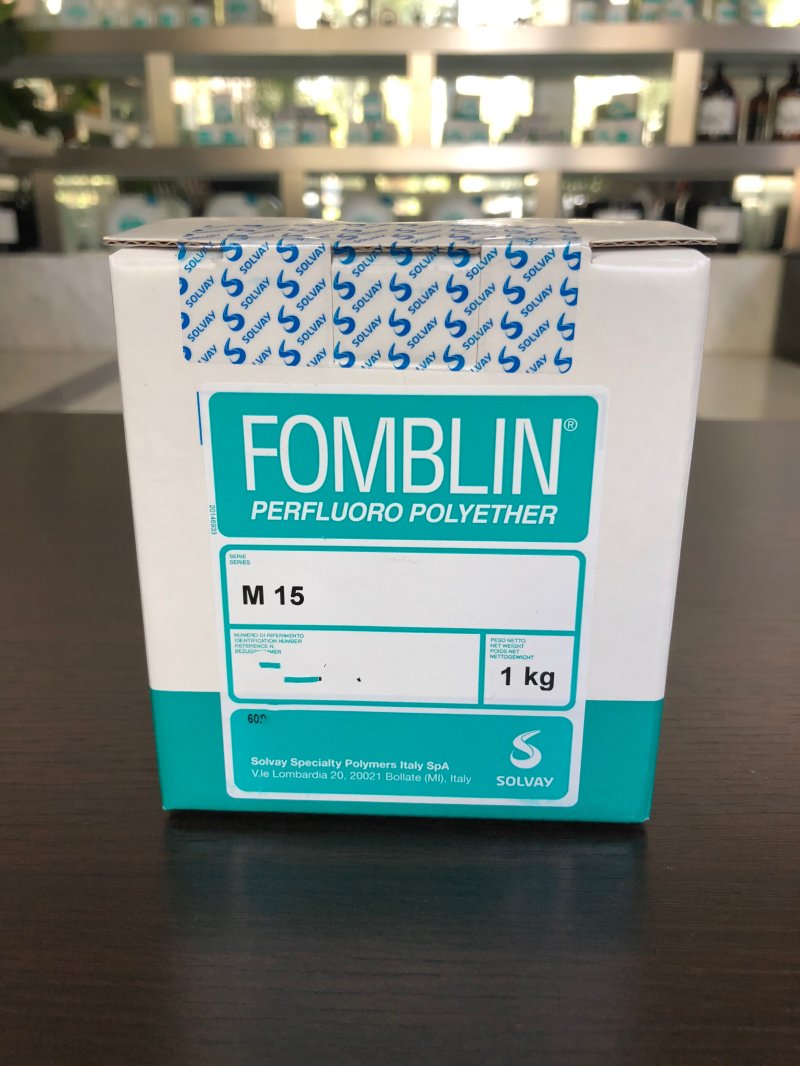 SOLVAY
FOMBLIN®
PERFLUORO POLYETHER
20146933
SERIE
SERIES
M 15
NUMERO DI RIFERIMENTO
IDENTIFICATION NUMBER
REFERENCE N.
PESO NETTO
NET WEIGHT
POIDS NET
NETTOGEWICHT
1 kg
Solvay Specialty Polymers Italy SpA
V.le Lombardia 20, 20021 Bollate (MI), Italy
SOLVAY